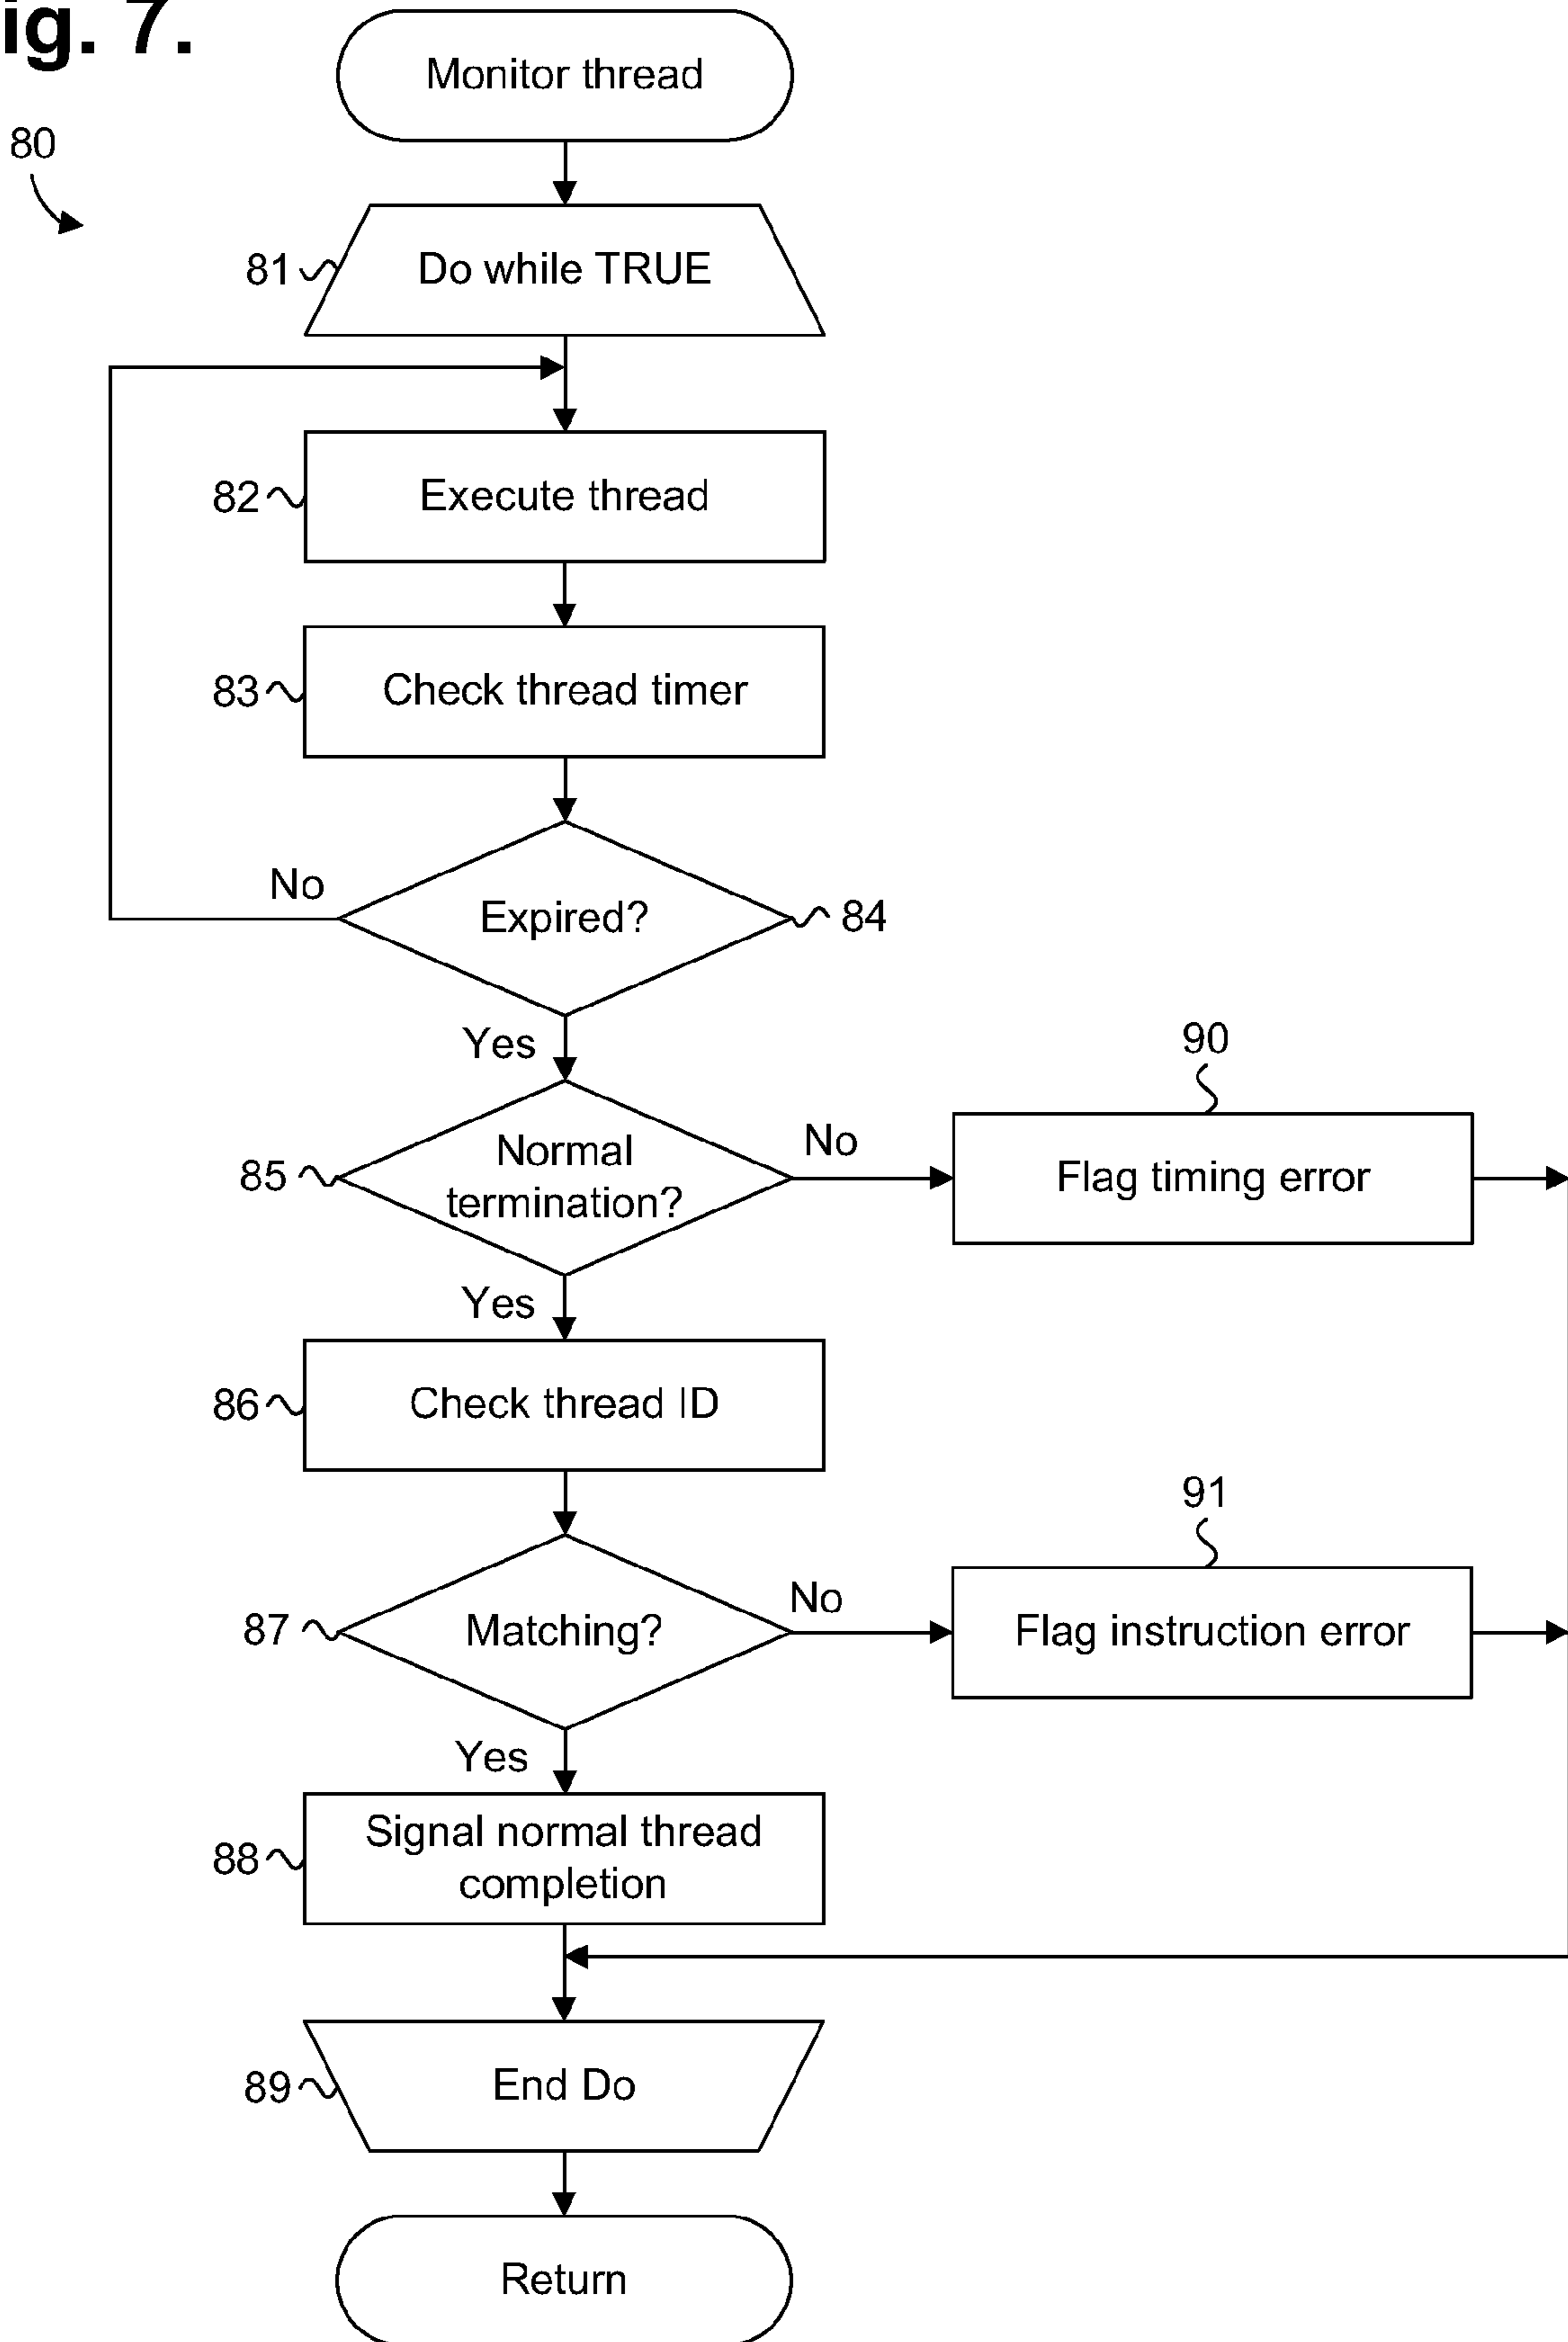 ig. 7.
Monitor thread
80
81
Do while TRUE
82
Execute thread
83
Check thread timer
No
Expired?
84
Yes
90
85
Normal
termination?
No
Flag timing error
Yes
86
Check thread ID
91
87
Matching?
No
Flag instruction error
Yes
88
Signal normal thread
completion
89
End Do
Return